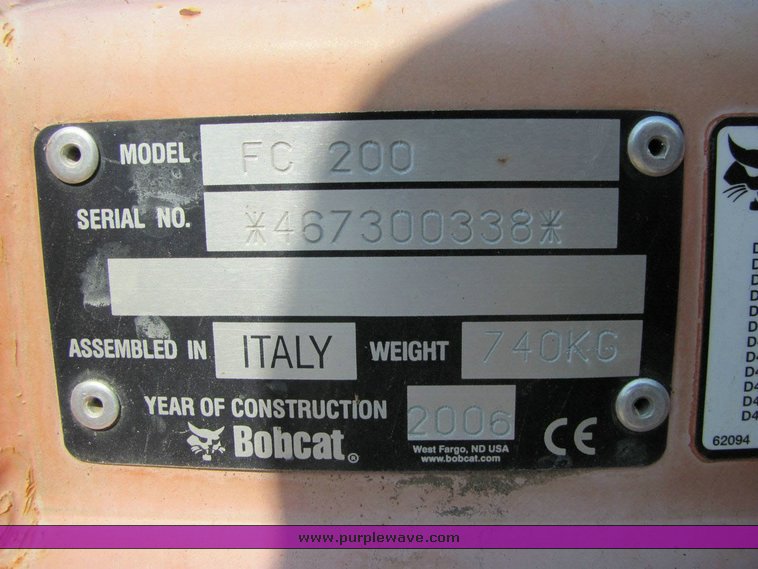 MODEL FC 200
SERIAL NO. *467300338*
ASSEMBLED IN ITALY WEIGHT 740KG
YEAR OF CONSTRUCTION 2006
Bobcat® West Fargo, ND USA CE
www.bobcat.com
62094
www.purplewave.com